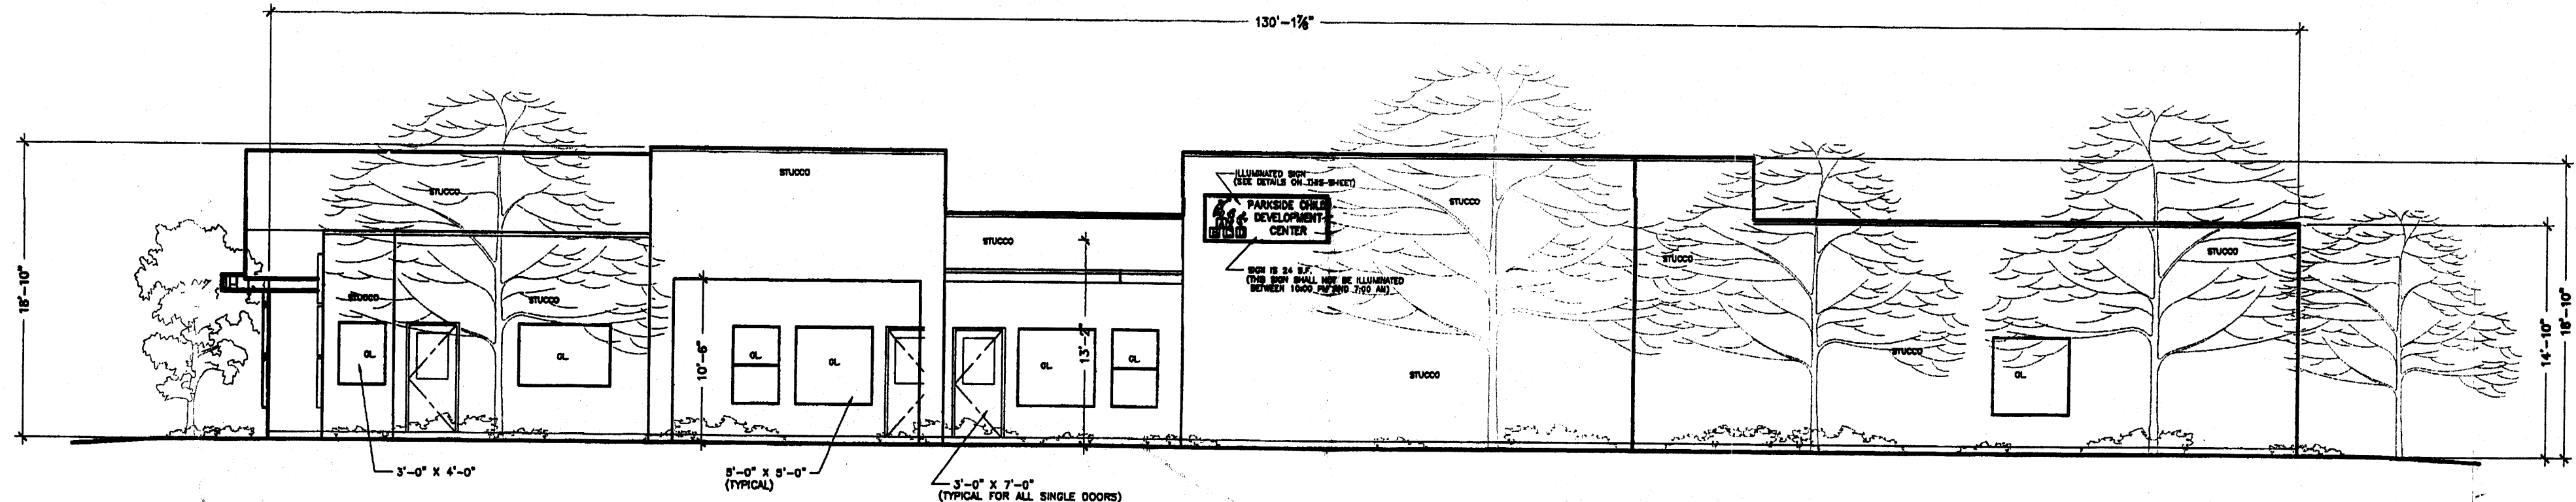 130'-1⅞"
18'-10"
STUCCO
STUCCO
STUCCO
STUCCO
GL.
GL.
10'-6"
GL.
GL.
STUCCO
13'-2"
GL.
GL.
ILLUMINATED SIGN
(SEE DETAILS ON THIS SHEET)
PARKSIDE CHILD
DEVELOPMENT
CENTER
SIGN IS 24 S.F.
(THIS SIGN SHALL NOT BE ILLUMINATED
BETWEEN 10:00 PM AND 7:00 AM)
STUCCO
STUCCO
STUCCO
STUCCO
STUCCO
GL.
14'-10"
18'-10"
3'-0" X 4'-0"
5'-0" X 5'-0"
(TYPICAL)
3'-0" X 7'-0"
(TYPICAL FOR ALL SINGLE DOORS)